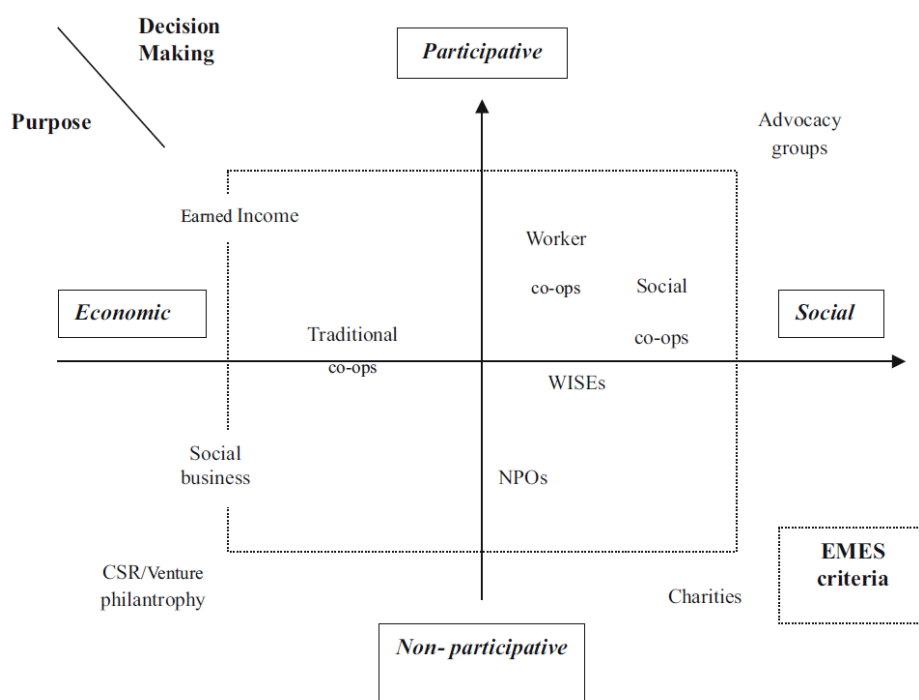 Decision
Making
Participative
Purpose
Advocacy
groups
Earned Income
Worker
co-ops
Social
co-ops
Economic
Social
Traditional
co-ops
WISEs
Social
business
NPOs
EMES
criteria
CSR/Venture
philantrophy
Charities
Non- participative